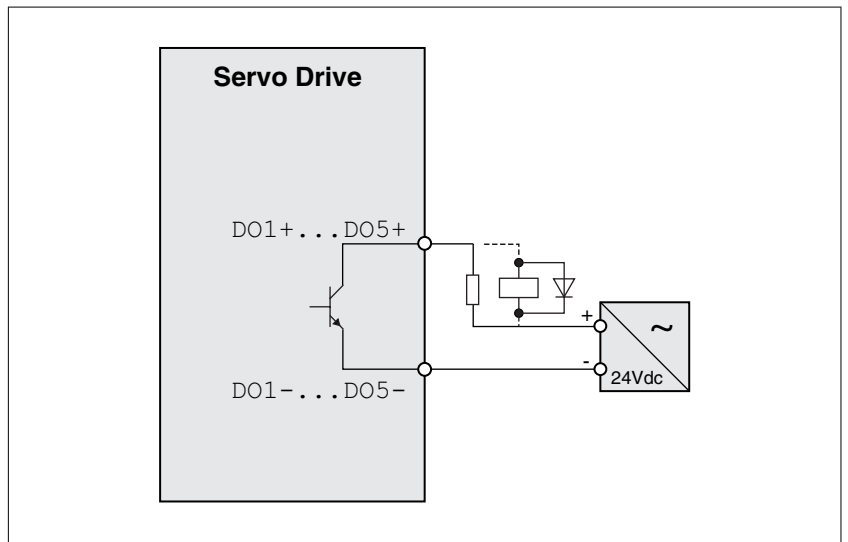 Servo Drive
DO1+...DO5+
+
~
-
24Vdc
DO1-...DO5-